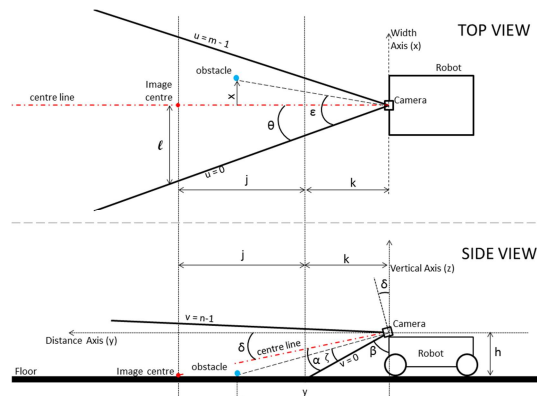 TOP VIEW
Width
Axis (x)
u=m-1
obstacle
Robot
Image
centre
centre line
Camera
x
ε
θ
ℓ
u=0
j
k
SIDE VIEW
j
k
Vertical Axis (z)
δ
v=n-1
Camera
Distance Axis (y)
δ
centre line
α
ζ
v=0
β
Robot
h
Floor
Image centre
obstacle
y